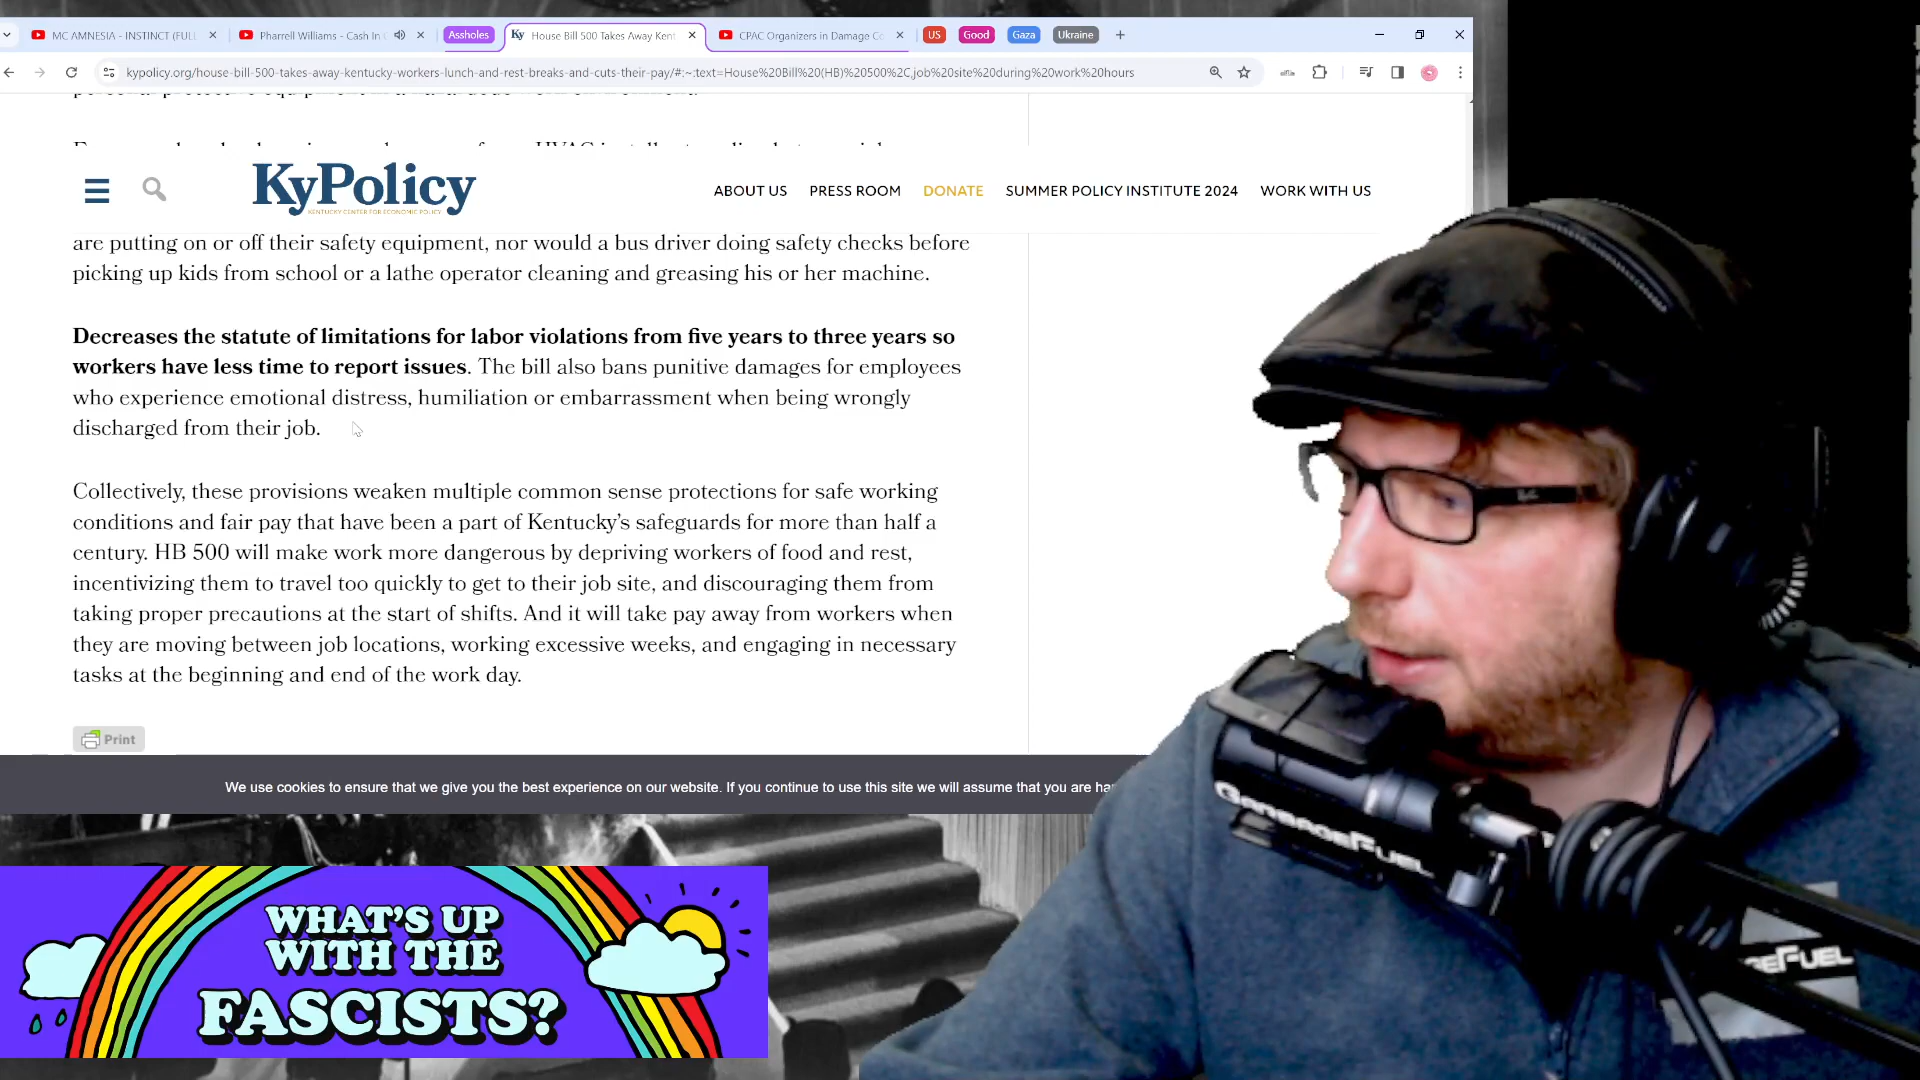 MC AMNESIA - INSTINCT (FULL
Pharrell Williams - Cash In
Assholes
House Bill 500 Takes Away Kent
CPAC Organizers in Damage Co
US
Good
Gaza
Ukraine
kypolicy.org/house-bill-500-takes-away-kentucky-workers-lunch-and-rest-breaks-and-cuts-their-pay/#:~:text=House%20Bill%20(HB)%20500%2C,job%20site%20during%20work%20hours
KyPolicy
KENTUCKY CENTER FOR ECONOMIC POLICY
ABOUT US
PRESS ROOM
DONATE
SUMMER POLICY INSTITUTE 2024
WORK WITH US
are putting on or off their safety equipment, nor would a bus driver doing safety checks before
picking up kids from school or a lathe operator cleaning and greasing his or her machine.
Decreases the statute of limitations for labor violations from five years to three years so
workers have less time to report issues. The bill also bans punitive damages for employees
who experience emotional distress, humiliation or embarrassment when being wrongly
discharged from their job.
Collectively, these provisions weaken multiple common sense protections for safe working
conditions and fair pay that have been a part of Kentucky's safeguards for more than half a
century. HB 500 will make work more dangerous by depriving workers of food and rest,
incentivizing them to travel too quickly to get to their job site, and discouraging them from
taking proper precautions at the start of shifts. And it will take pay away from workers when
they are moving between job locations, working excessive weeks, and engaging in necessary
tasks at the beginning and end of the work day.
Print
We use cookies to ensure that we give you the best experience on our website. If you continue to use this site we will assume that you are ha
GARBAGEFUEL
GEFUEL
WHAT'S UP
WITH THE
FASCISTS?